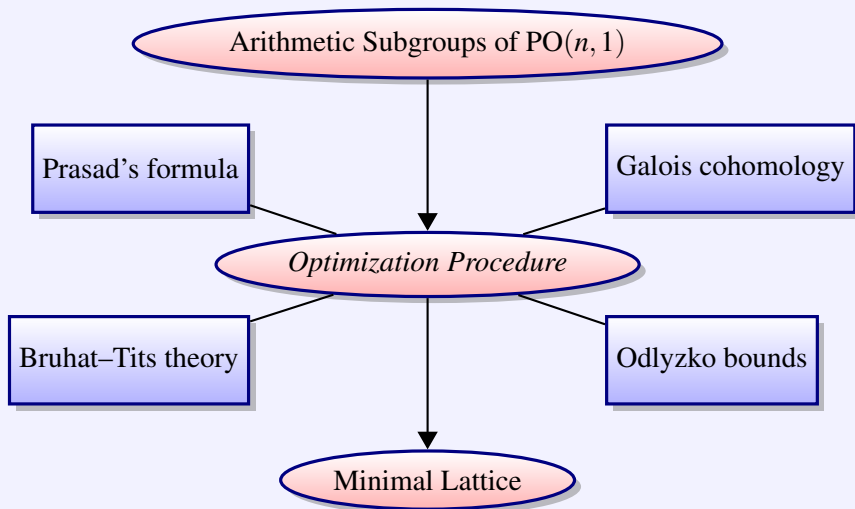 Arithmetic Subgroups of PO(n,1)
Prasad's formula
Galois cohomology
Optimization Procedure
Bruhat–Tits theory
Odlyzko bounds
Minimal Lattice